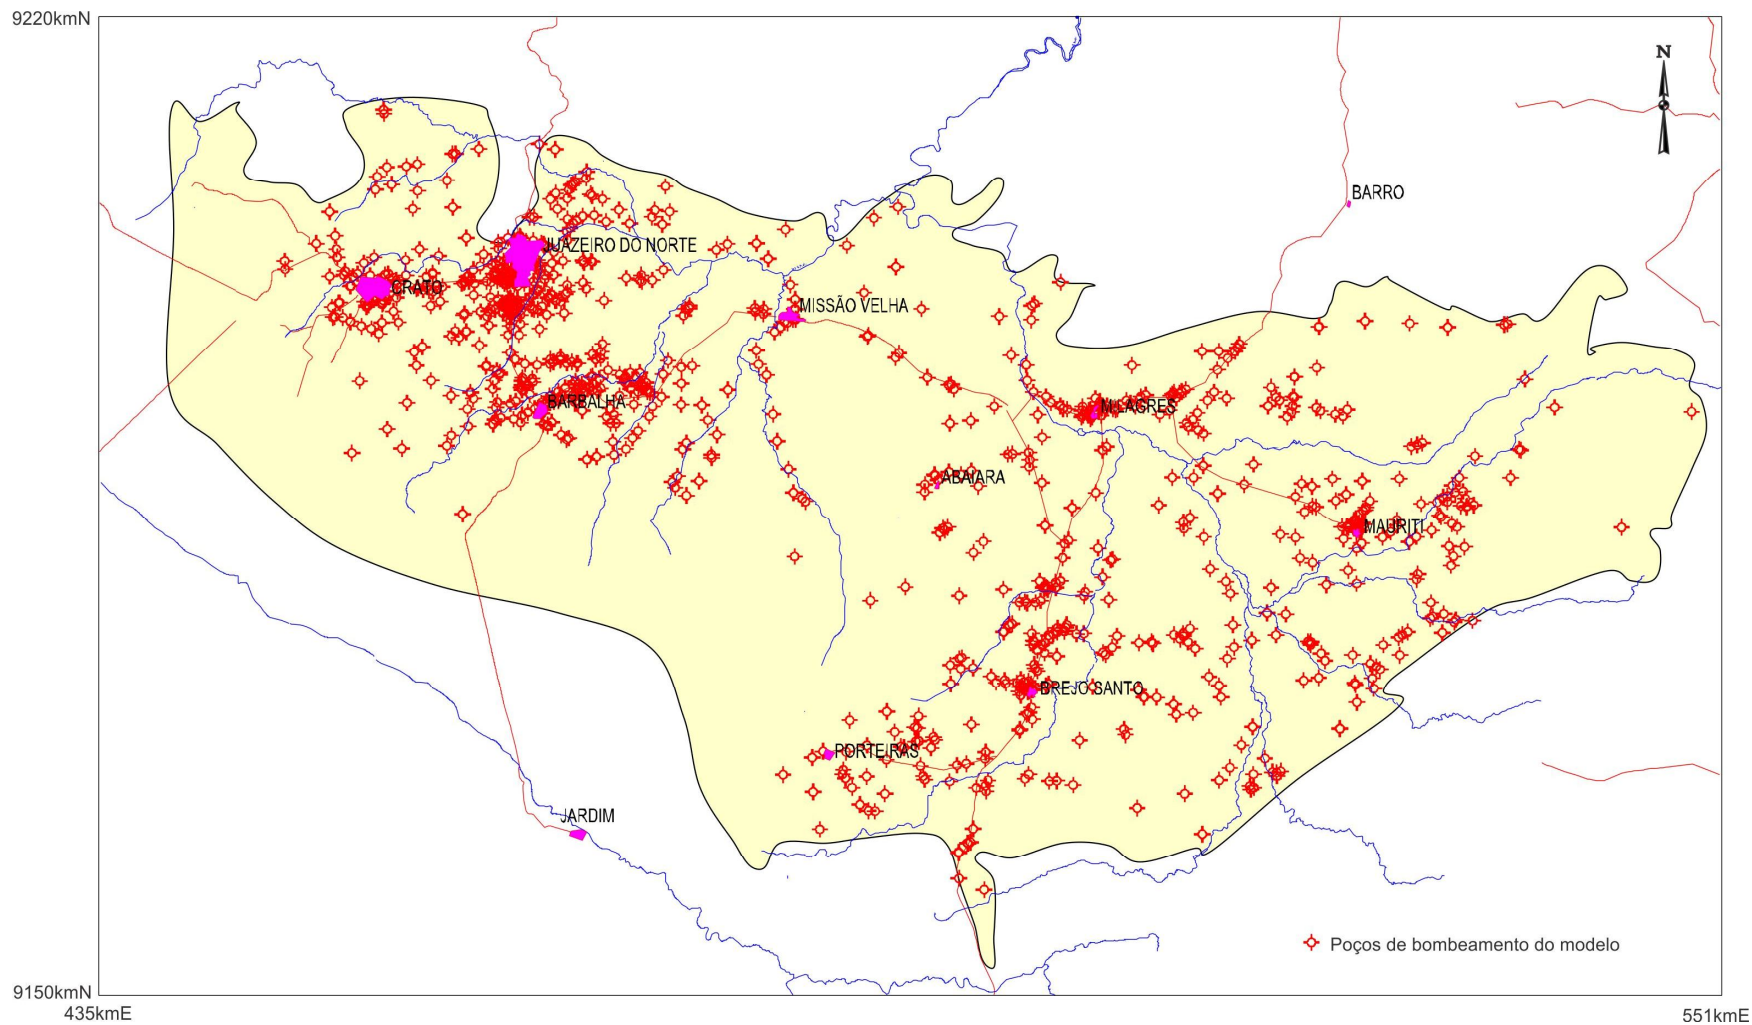 9220kmN
N
BARRO
JUAZEIRO DO NORTE
CRATO
MISSÃO VELHA
BARBALHA
MILAGRES
ABAIARA
MAURITI
BREJO SANTO
PORTEIRAS
JARDIM
Poços de bombeamento do modelo
9150kmN
435kmE
551kmE